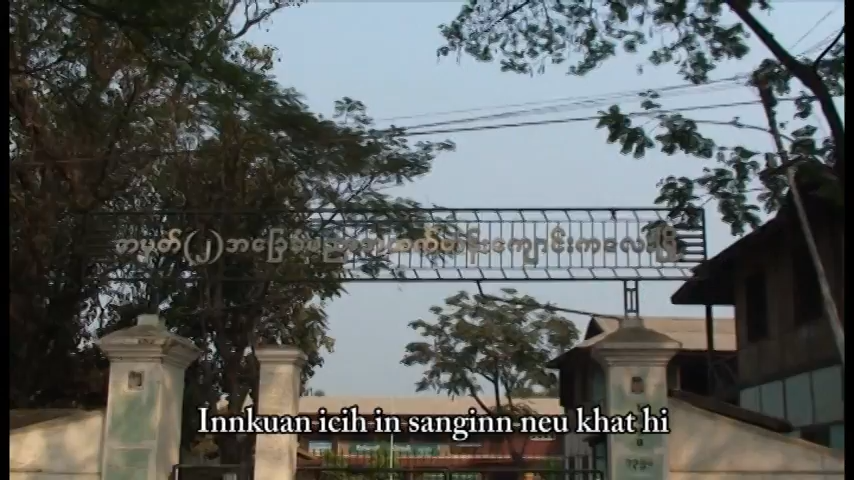 အမှတ်(၂)အခြေခံပညာအထက်တန်းကျောင်းကလေးမြို့
Innkuan icih in sanginn neu khat hi